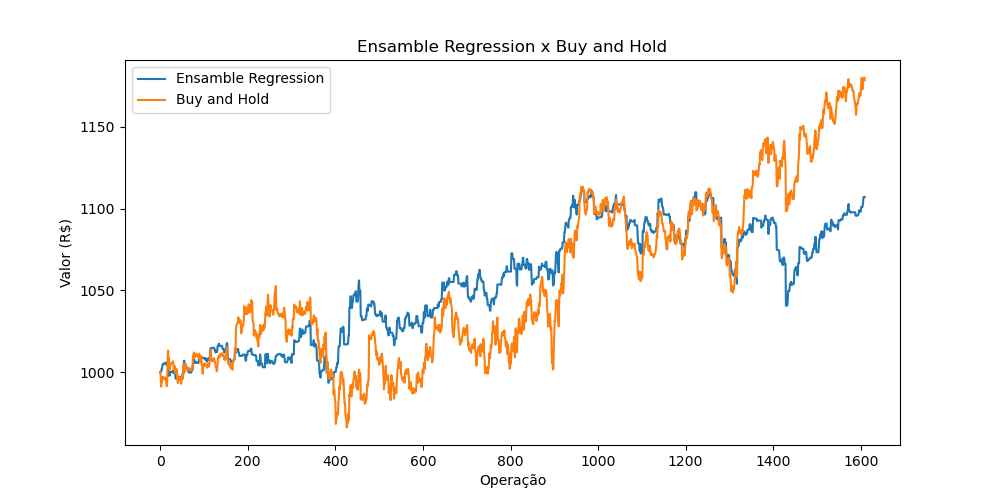 Ensamble Regression x Buy and Hold
Ensamble Regression
Buy and Hold
Valor (R$)
1150
1100
1050
1000
0 200 400 600 800 1000 1200 1400 1600
Operação